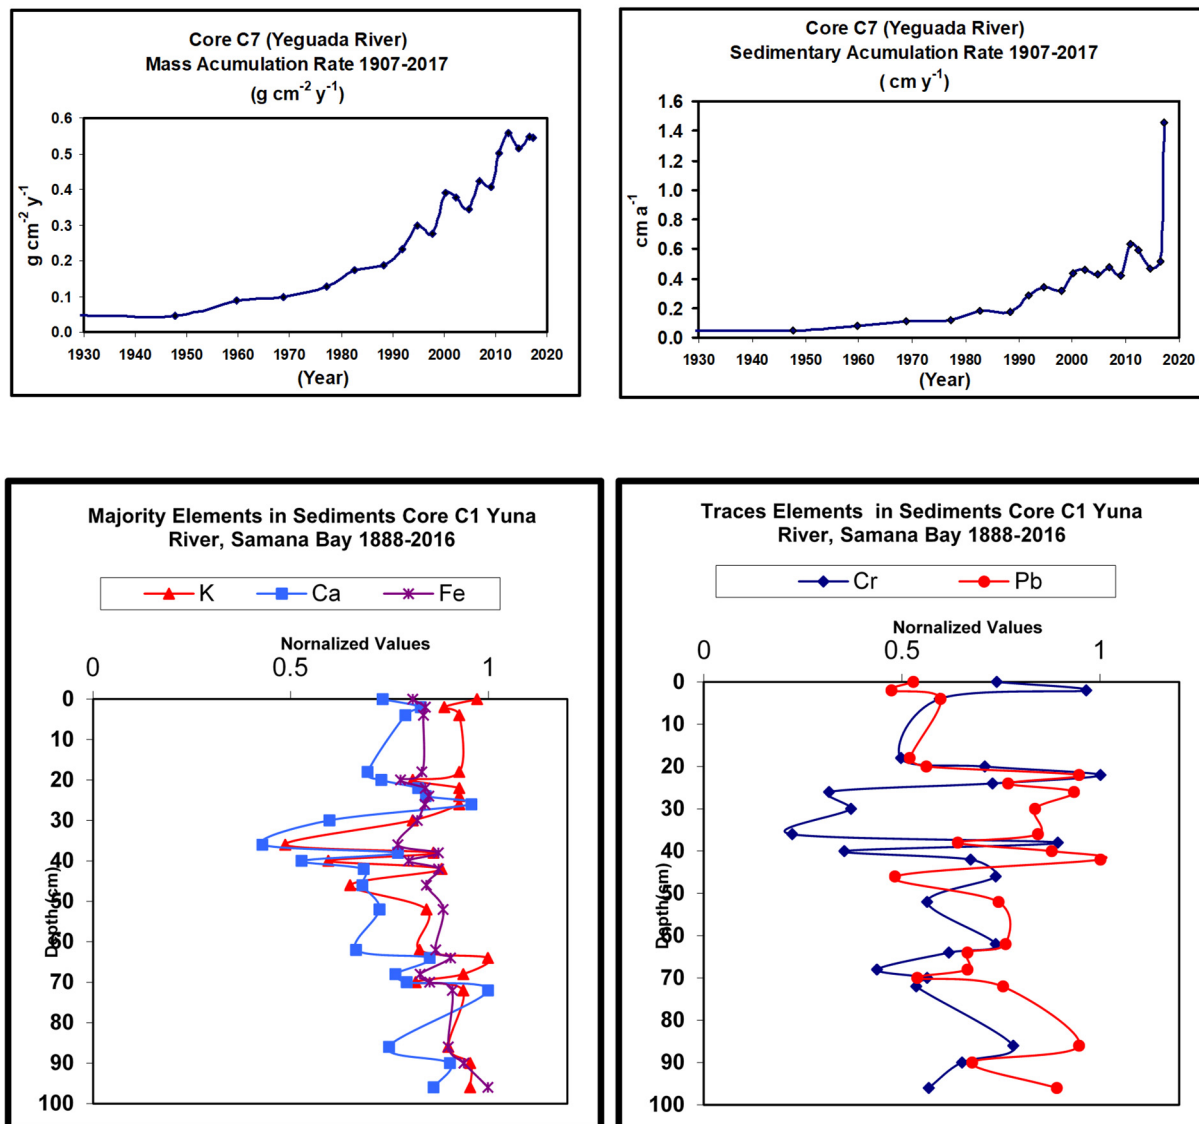 Core C7 (Yeguada River)
Mass Acumulation Rate 1907-2017
(g cm-2 y-1)
0.6
0.5
0.4
0.3
0.2
0.1
0.0
g cm-2 y-1
1930 1940 1950 1960 1970 1980 1990 2000 2010 2020
(Year)
Core C7 (Yeguada River)
Sedimentary Acumulation Rate 1907-2017
( cm y-1)
1.6
1.4
1.2
1.0
0.8
0.6
0.4
0.2
0.0
cm a-1
1930 1940 1950 1960 1970 1980 1990 2000 2010 2020
(Year)
Majority Elements in Sediments Core C1 Yuna
River, Samana Bay 1888-2016
K Ca Fe
Nornalized Values
0 0.5 1
0
10
20
30
40
50
60
70
80
90
100
Depth(cm)
Traces Elements in Sediments Core C1 Yuna
River, Samana Bay 1888-2016
Cr Pb
Nornalized Values
0 0.5 1
0
10
20
30
40
50
60
70
80
90
100
Depth(cm)